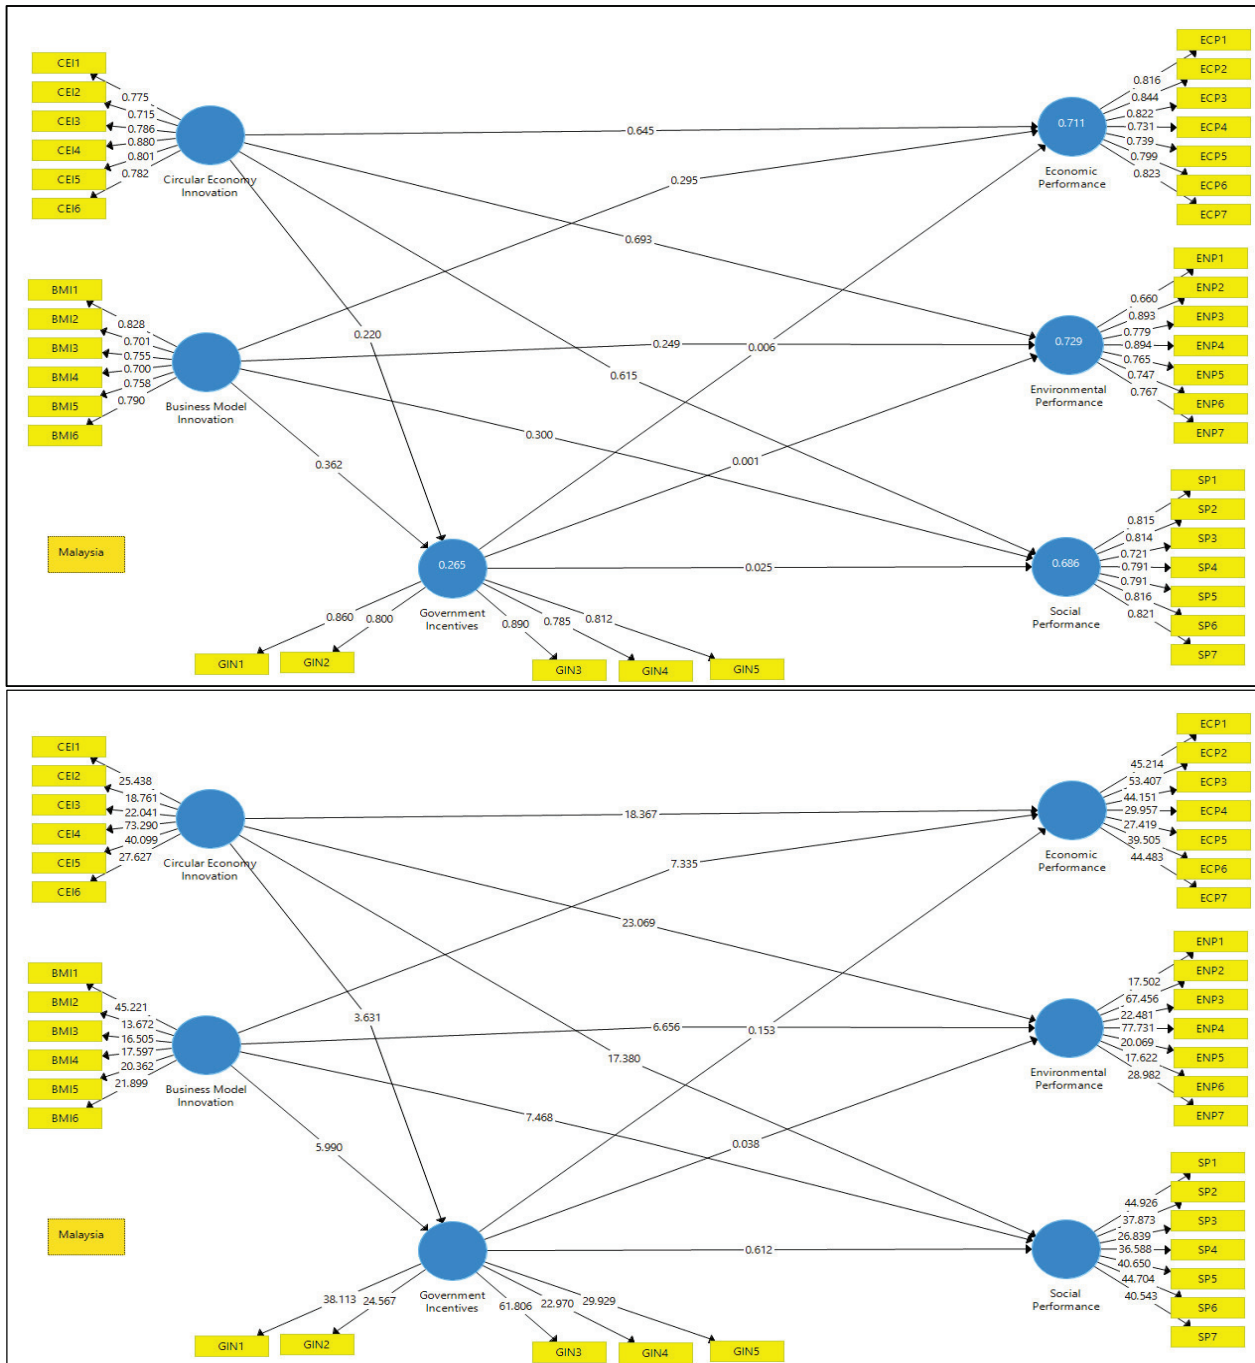 CEI1
CEI2
CEI3
CEI4
CEI5
CEI6
0.775
0.715
0.786
0.880
0.801
0.782
Circular Economy
Innovation
BMI1
BMI2
BMI3
BMI4
BMI5
BMI6
0.828
0.701
0.755
0.700
0.758
0.790
Business Model
Innovation
0.645
0.295
0.693
0.220
0.006
0.249
0.615
0.300
0.362
0.001
0.025
Malaysia
0.265
Government
Incentives
0.860
0.800
0.890
0.785
0.812
GIN1
GIN2
GIN3
GIN4
GIN5
0.711
Economic
Performance
0.816
0.844
0.822
0.731
0.739
0.799
0.823
ECP1
ECP2
ECP3
ECP4
ECP5
ECP6
ECP7
0.729
Environmental
Performance
0.660
0.893
0.779
0.894
0.765
0.747
0.767
ENP1
ENP2
ENP3
ENP4
ENP5
ENP6
ENP7
0.686
Social
Performance
0.815
0.814
0.721
0.791
0.791
0.816
0.821
SP1
SP2
SP3
SP4
SP5
SP6
SP7
CEI1
CEI2
CEI3
CEI4
CEI5
CEI6
25.438
18.761
22.041
73.290
40.099
27.627
Circular Economy
Innovation
BMI1
BMI2
BMI3
BMI4
BMI5
BMI6
45.221
13.672
16.505
17.597
20.362
21.899
Business Model
Innovation
18.367
7.335
23.069
3.631
0.153
6.656
17.380
7.468
5.990
0.038
0.612
Malaysia
Government
Incentives
38.113
24.567
61.806
22.970
29.929
GIN1
GIN2
GIN3
GIN4
GIN5
Economic
Performance
45.214
53.407
44.151
29.957
27.419
39.505
44.483
ECP1
ECP2
ECP3
ECP4
ECP5
ECP6
ECP7
Environmental
Performance
17.502
67.456
22.481
77.731
20.069
17.622
28.982
ENP1
ENP2
ENP3
ENP4
ENP5
ENP6
ENP7
Social
Performance
44.926
37.873
26.839
36.588
40.650
44.704
40.543
SP1
SP2
SP3
SP4
SP5
SP6
SP7